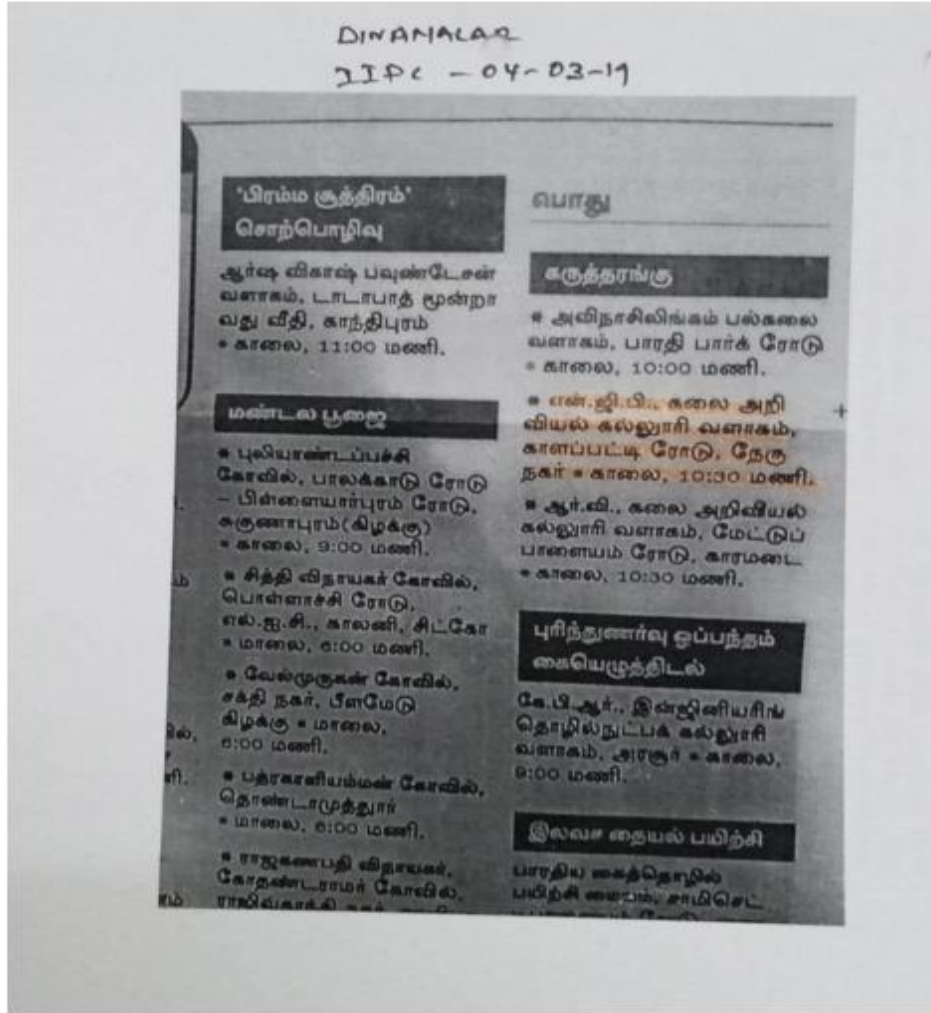 DINAMALAR
IIPC - 04-03-19
'பிரம்ம சூத்திரம்'
சொற்பொழிவு
ஆர்ஷ விகாஷ் பவுண்டேசன்
வளாகம், டாடாபாத் மூன்றா
வது வீதி, காந்திபுரம்
* காலை, 11:00 மணி.
மண்டல பூஜை
* புலியாண்டப்பச்சி
கோவில், பாலக்காடு ரோடு
– பிள்ளையார்புரம் ரோடு,
சுகுணாபுரம்(கிழக்கு)
* காலை, 9:00 மணி.
* சித்தி விநாயகர் கோவில்,
பொள்ளாச்சி ரோடு,
எல்.ஐ.சி., காலனி, சிட்கோ
* மாலை, 6:00 மணி.
* வேல்முருகன் கோவில்,
சக்தி நகர், பீளமேடு
கிழக்கு * மாலை,
6:00 மணி.
* பத்ரகாளியம்மன் கோவில்,
தொண்டாமுத்துார்
* மாலை, 6:00 மணி.
* ராஜகணபதி விநாயகர்,
கோதண்டராமர் கோவில்,
பொது
கருத்தரங்கு
* அவிநாசிலிங்கம் பல்கலை
வளாகம், பாரதி பார்க் ரோடு
* காலை, 10:00 மணி.
* என்.ஜி.பி., கலை அறி
வியல் கல்லுாரி வளாகம்,
காளப்பட்டி ரோடு, நேரு
நகர் * காலை, 10:30 மணி.
* ஆர்.வி., கலை அறிவியல்
கல்லுாரி வளாகம், மேட்டுப்
பாளையம் ரோடு, காரமடை
* காலை, 10:30 மணி.
புரிந்துணர்வு ஒப்பந்தம்
கையெழுத்திடல்
கே.பி.ஆர்., இன்ஜினியரிங்
தொழில்நுட்பக் கல்லுாரி
வளாகம், அரசூர் * காலை,
9:00 மணி.
இலவச தையல் பயிற்சி
பாரதிய கைத்தொழில்
பயிற்சி மையம், சாமிசெட்